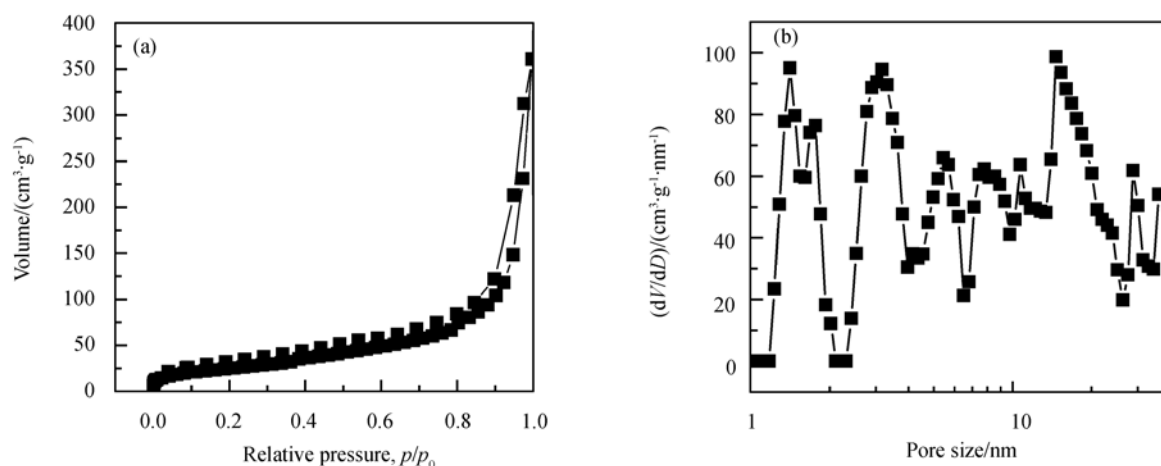 (a)
Volume/(cm³·g⁻¹)
400
350
300
250
200
150
100
50
0
0.0 0.2 0.4 0.6 0.8 1.0
Relative pressure, p/p₀
(b)
(dV/dD)/(cm³·g⁻¹·nm⁻¹)
100
80
60
40
20
0
1 10
Pore size/nm